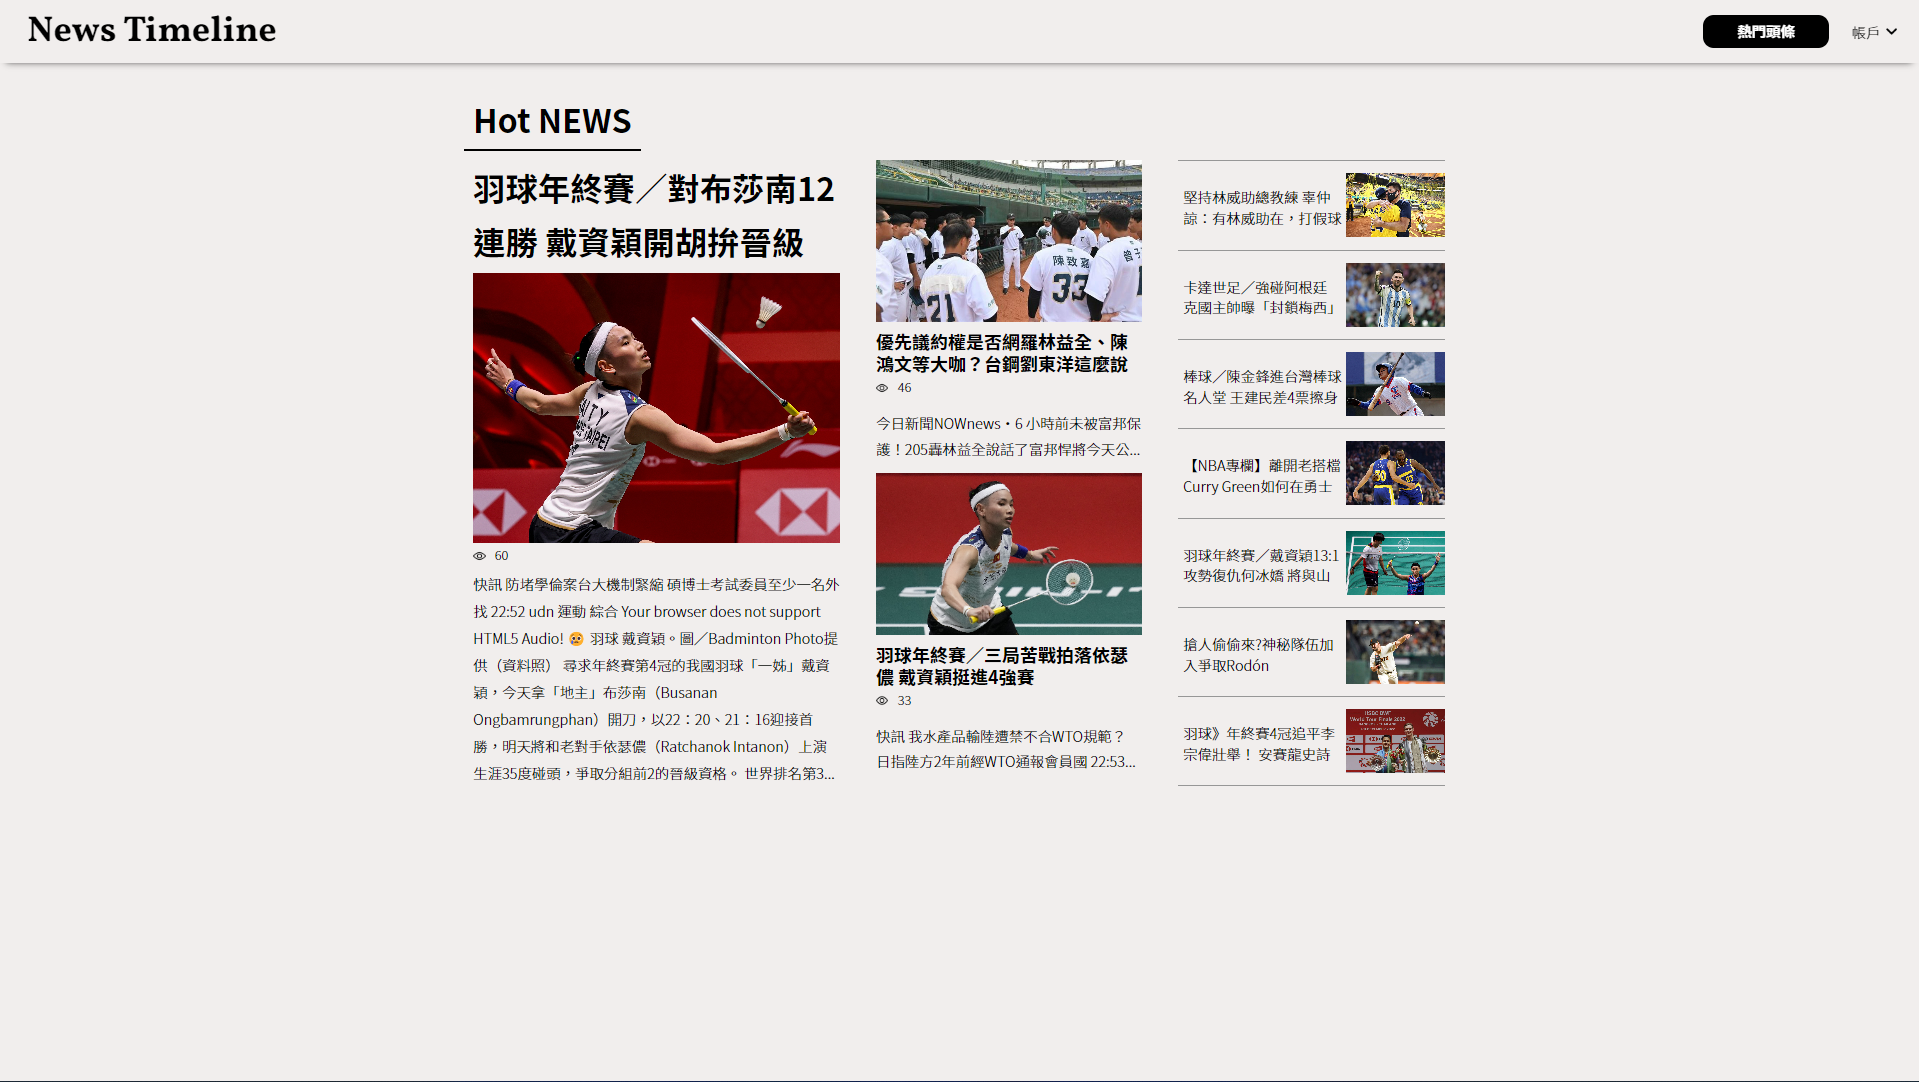 News Timeline
熱門頭條
帳戶
Hot NEWS
羽球年終賽／對布莎南12
連勝 戴資穎開胡拚晉級
60
快訊 防堵學倫案台大機制緊縮 碩博士考試委員至少一名外
找 22:52 udn 運動 綜合 Your browser does not support
HTML5 Audio! 😢 羽球 戴資穎。圖／Badminton Photo提
供（資料照） 尋求年終賽第4冠的我國羽球「一姊」戴資
穎，今天拿「地主」布莎南（Busanan
Ongbamrungphan）開刀，以22：20、21：16迎接首
勝，明天將和老對手依瑟儂（Ratchanok Intanon）上演
生涯35度碰頭，爭取分組前2的晉級資格。 世界排名第3...
陳致嘉
33
21
優先議約權是否網羅林益全、陳
鴻文等大咖？台鋼劉東洋這麼說
46
今日新聞NOWnews・6 小時前未被富邦保
護！205轟林益全說話了富邦悍將今天公...
羽球年終賽／三局苦戰拍落依瑟
儂 戴資穎挺進4強賽
33
快訊 我水產品輸陸遭禁不合WTO規範？
日指陸方2年前經WTO通報會員國 22:53...
堅持林威助總教練 辜仲
諒：有林威助在，打假球
卡達世足／強碰阿根廷
克國主帥曝「封鎖梅西」
棒球／陳金鋒進台灣棒球
名人堂 王建民差4票擦身
【NBA專欄】離開老搭檔
Curry Green如何在勇士
羽球年終賽／戴資穎13:1
攻勢復仇何冰嬌 將與山
搶人偷偷來?神秘隊伍加
入爭取Rodón
羽球》年終賽4冠追平李
宗偉壯舉！ 安賽龍史詩